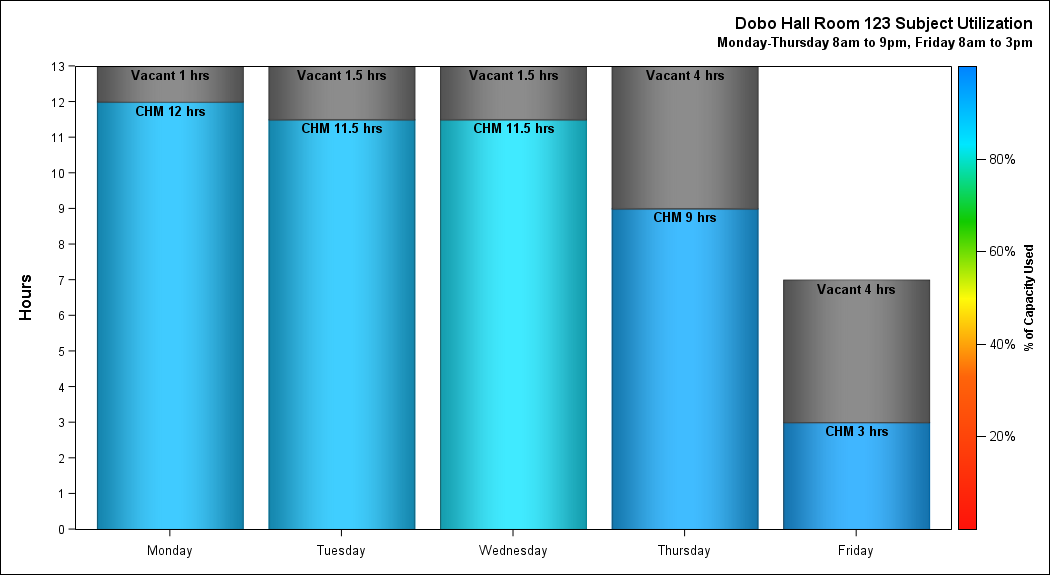 Dobo Hall Room 123 Subject Utilization
Monday-Thursday 8am to 9pm, Friday 8am to 3pm
13
12
11
10
9
8
7
6
5
4
3
2
1
0
Hours
Vacant 1 hrs
CHM 12 hrs
Vacant 1.5 hrs
CHM 11.5 hrs
Vacant 1.5 hrs
CHM 11.5 hrs
Vacant 4 hrs
CHM 9 hrs
Vacant 4 hrs
CHM 3 hrs
Monday
Tuesday
Wednesday
Thursday
Friday
80%
60%
40%
20%
% of Capacity Used